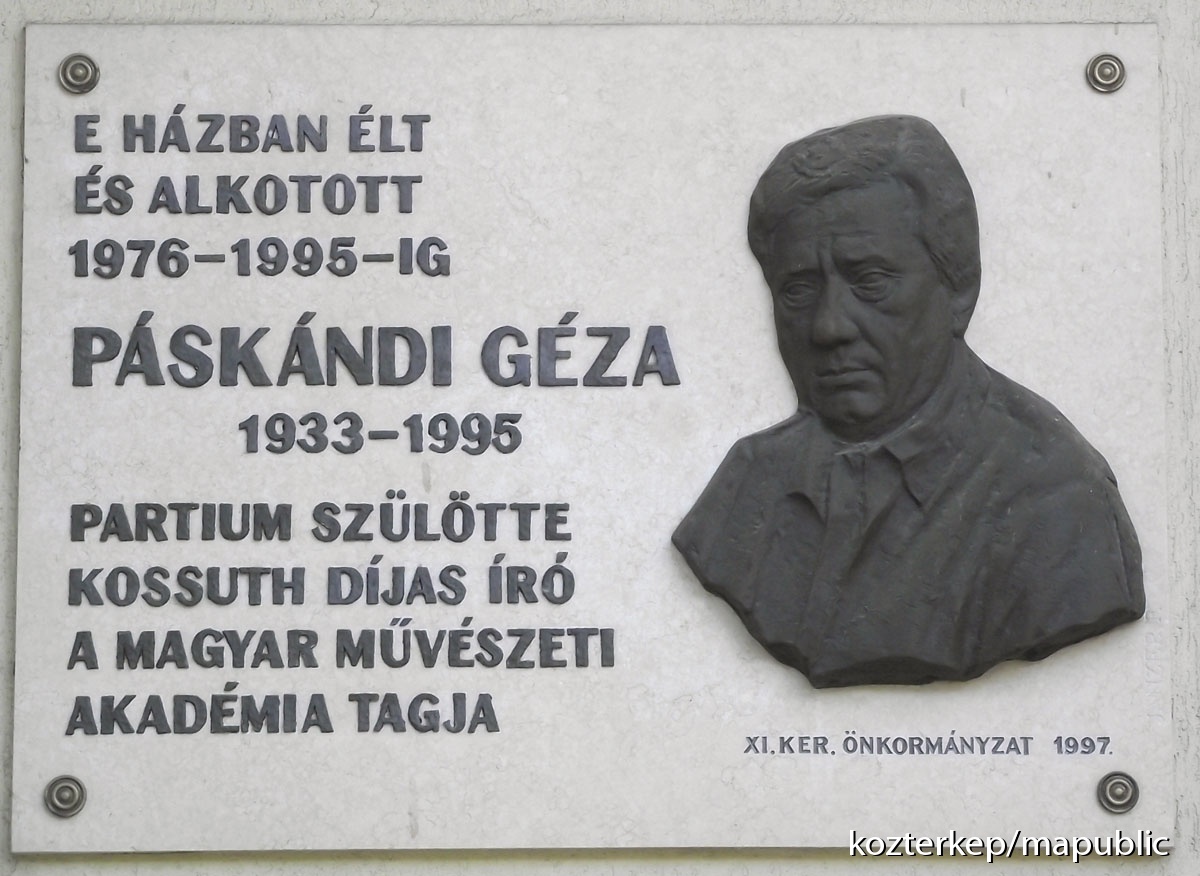 E HÁZBAN ÉLT
ÉS ALKOTOTT
1976–1995–IG
PÁSKÁNDI GÉZA
1933–1995
PARTIUM SZÜLÖTTE
KOSSUTH DÍJAS ÍRÓ
A MAGYAR MŰVÉSZETI
AKADÉMIA TAGJA
XI. KER. ÖNKORMÁNYZAT 1997.
kozterkep/mapublic